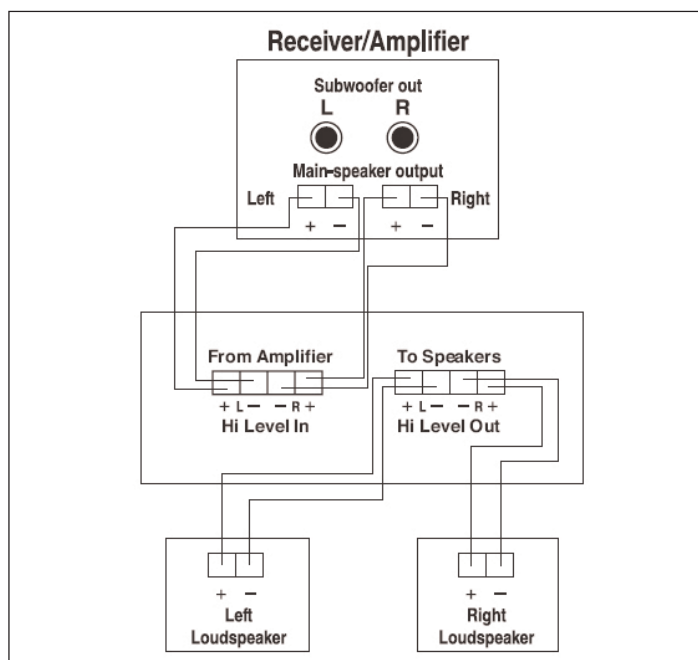 Receiver/Amplifier
Subwoofer out
L R
Main-speaker output
Left Right
+ − + −
From Amplifier To Speakers
+ L − − R + + L − − R +
Hi Level In Hi Level Out
+ − + −
Left Right
Loudspeaker Loudspeaker